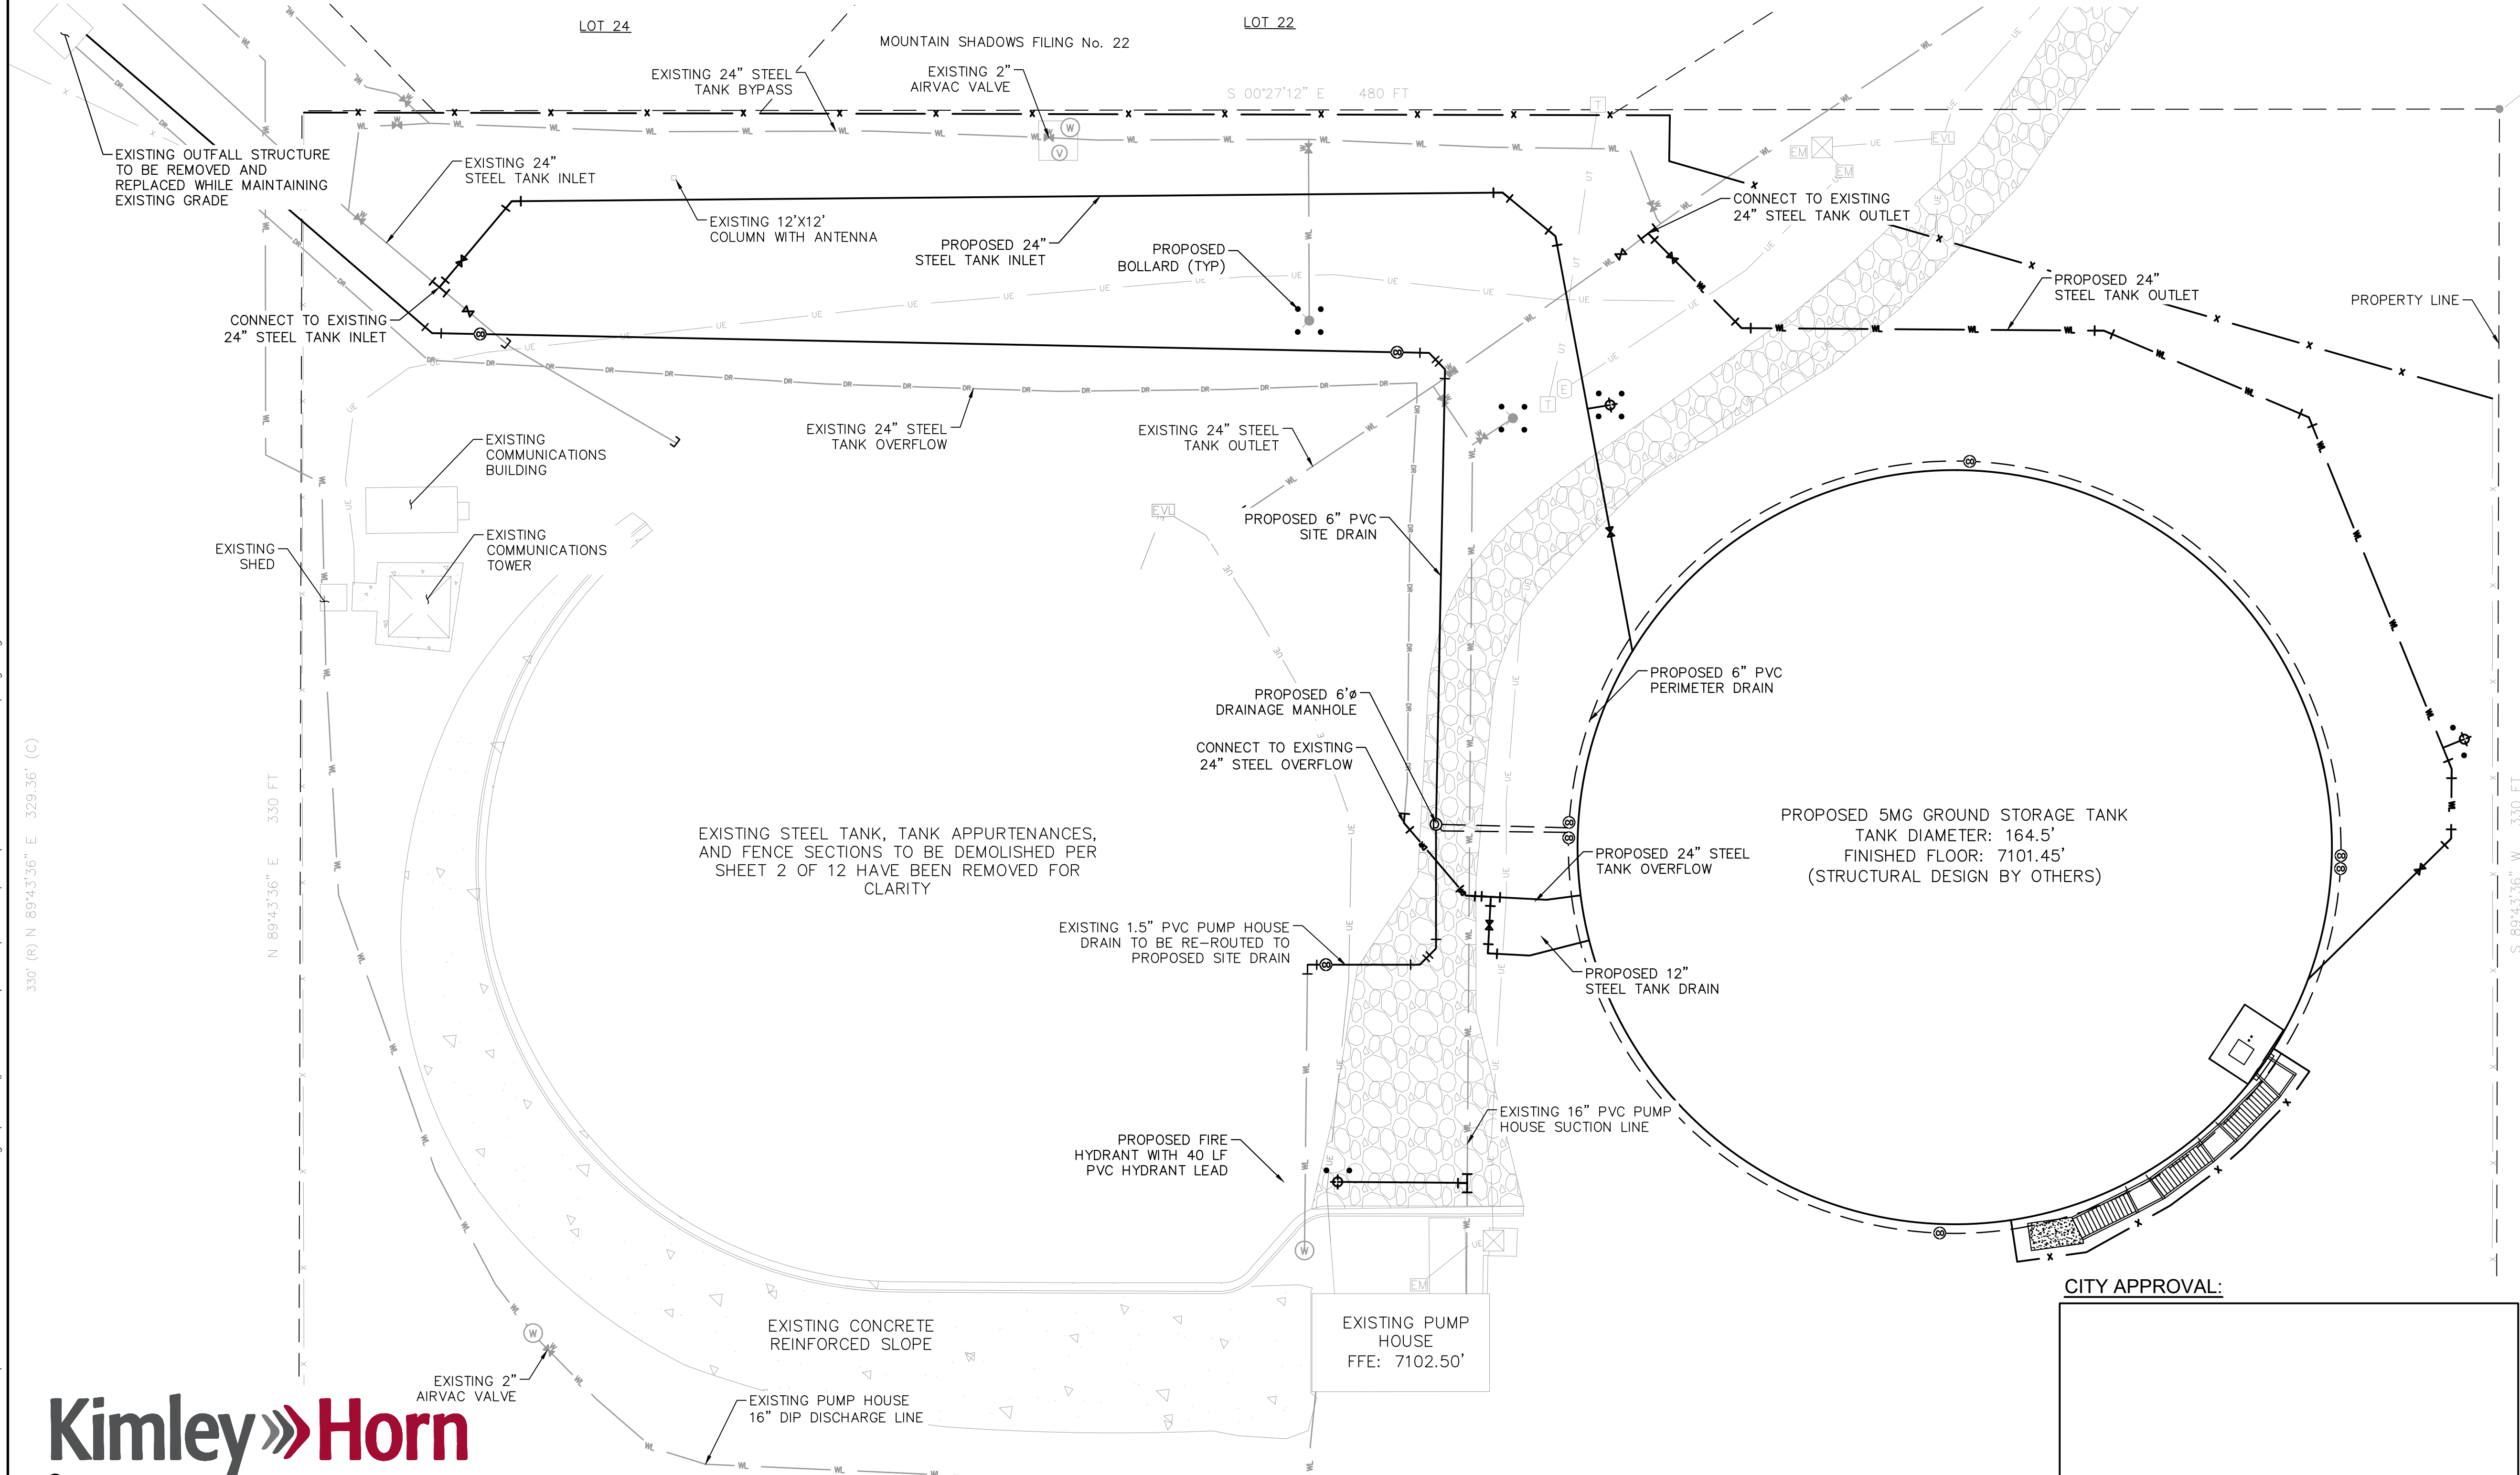 LOT 24
LOT 22
MOUNTAIN SHADOWS FILING No. 22
EXISTING 24" STEEL
TANK BYPASS
EXISTING 2"
AIRVAC VALVE
S 00°27'12" E 480 FT
EXISTING OUTFALL STRUCTURE
TO BE REMOVED AND
REPLACED WHILE MAINTAINING
EXISTING GRADE
EXISTING 24"
STEEL TANK INLET
EXISTING 12'X12'
COLUMN WITH ANTENNA
PROPOSED 24"
STEEL TANK INLET
PROPOSED
BOLLARD (TYP)
CONNECT TO EXISTING
24" STEEL TANK OUTLET
PROPOSED 24"
STEEL TANK OUTLET
PROPERTY LINE
CONNECT TO EXISTING
24" STEEL TANK INLET
EXISTING 24" STEEL
TANK OVERFLOW
EXISTING 24" STEEL
TANK OUTLET
EXISTING
COMMUNICATIONS
BUILDING
EXISTING
SHED
EXISTING
COMMUNICATIONS
TOWER
PROPOSED 6" PVC
SITE DRAIN
PROPOSED 6" PVC
PERIMETER DRAIN
PROPOSED 6'ø
DRAINAGE MANHOLE
CONNECT TO EXISTING
24" STEEL OVERFLOW
330' (R) N 89°43'36" E 329.36' (C)
N 89°43'36" E 330 FT
EXISTING STEEL TANK, TANK APPURTENANCES,
AND FENCE SECTIONS TO BE DEMOLISHED PER
SHEET 2 OF 12 HAVE BEEN REMOVED FOR
CLARITY
PROPOSED 5MG GROUND STORAGE TANK
TANK DIAMETER: 164.5'
FINISHED FLOOR: 7101.45'
(STRUCTURAL DESIGN BY OTHERS)
S 89°43'36" W 330 FT
PROPOSED 24" STEEL
TANK OVERFLOW
EXISTING 1.5" PVC PUMP HOUSE
DRAIN TO BE RE-ROUTED TO
PROPOSED SITE DRAIN
PROPOSED 12"
STEEL TANK DRAIN
EXISTING 16" PVC PUMP
HOUSE SUCTION LINE
PROPOSED FIRE
HYDRANT WITH 40 LF
PVC HYDRANT LEAD
CITY APPROVAL:
EXISTING CONCRETE
REINFORCED SLOPE
EXISTING PUMP
HOUSE
FFE: 7102.50'
EXISTING 2"
AIRVAC VALVE
EXISTING PUMP HOUSE
16" DIP DISCHARGE LINE
Kimley»Horn